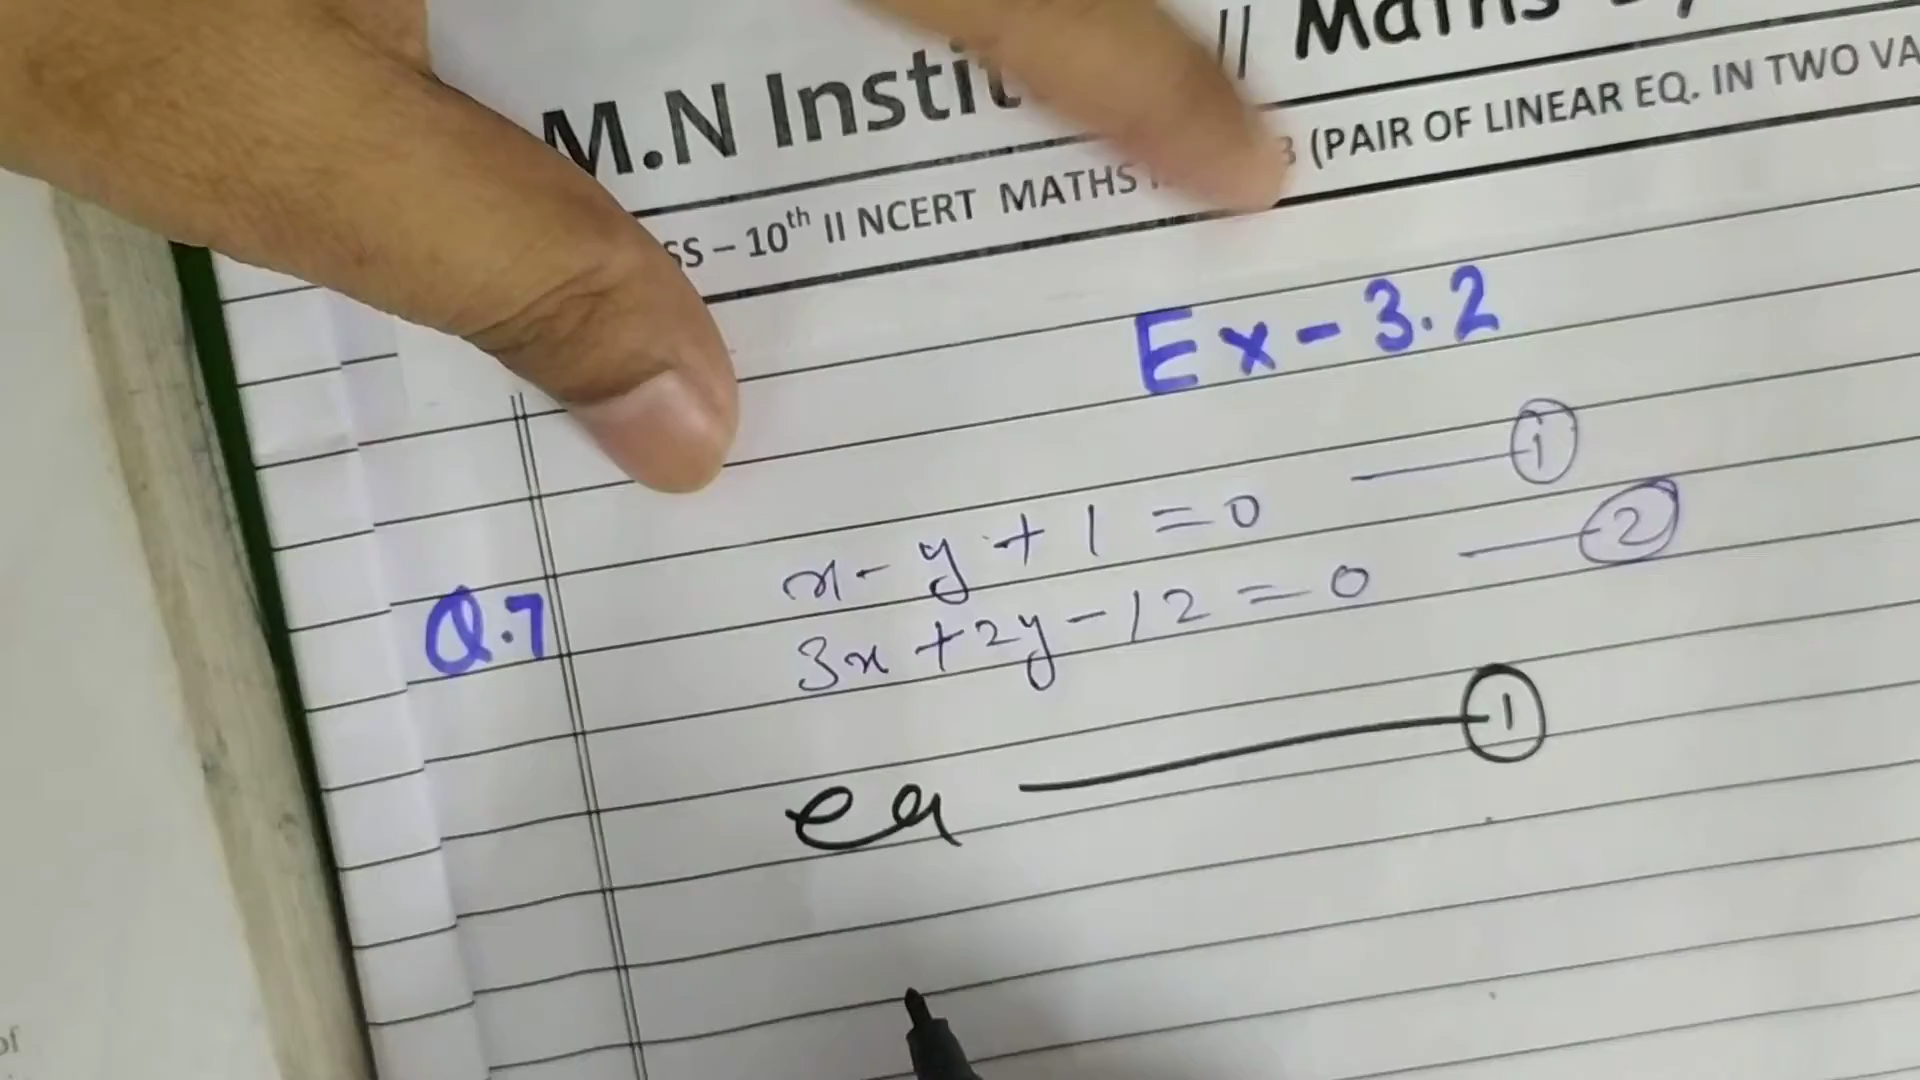 M.N Instit // Maths
SS – 10th II NCERT MATHS 3 (PAIR OF LINEAR EQ. IN TWO VA
Ex - 3.2
Q.7 x - y + 1 = 0 — 1
3x + 2y - 12 = 0 — 2
eq — 1
of